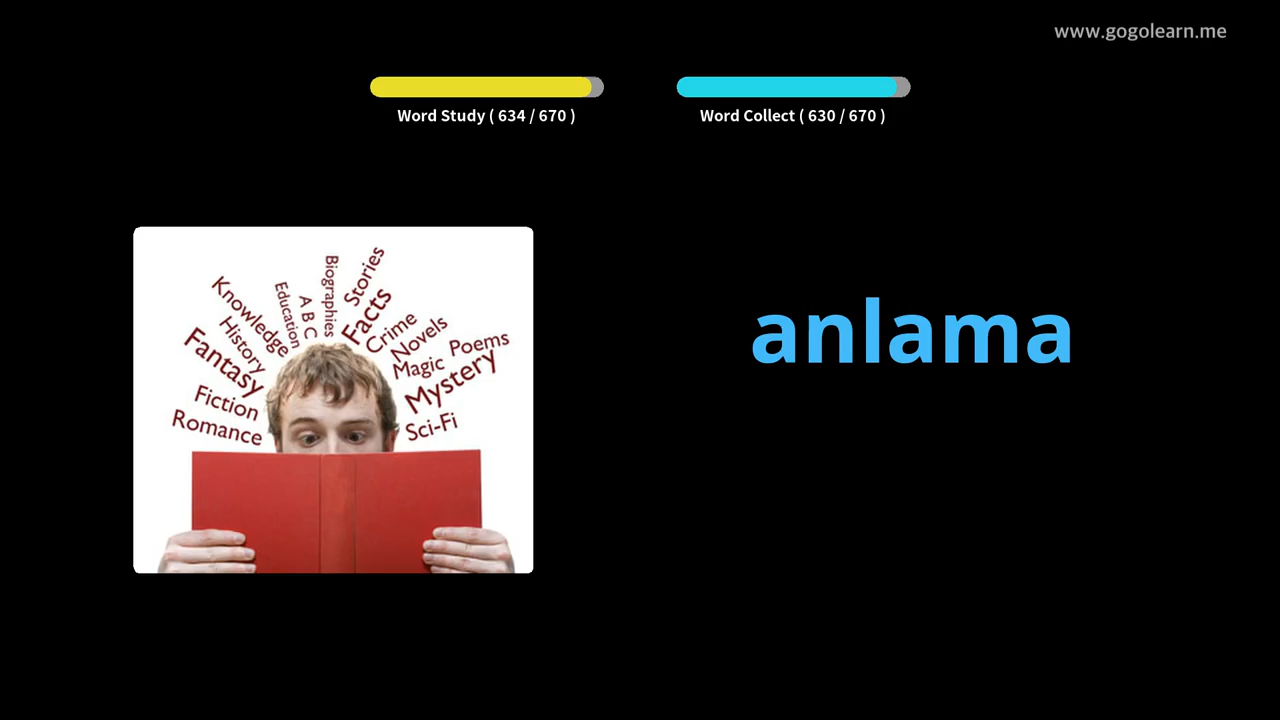 www.gogolearn.me
Word Study ( 634 / 670 )
Word Collect ( 630 / 670 )
Romance
Fiction
Fantasy
History
Knowledge
Education
A B C
Biographies
Stories
Facts
Crime
Novels
Magic
Poems
Mystery
Sci-Fi
anlama